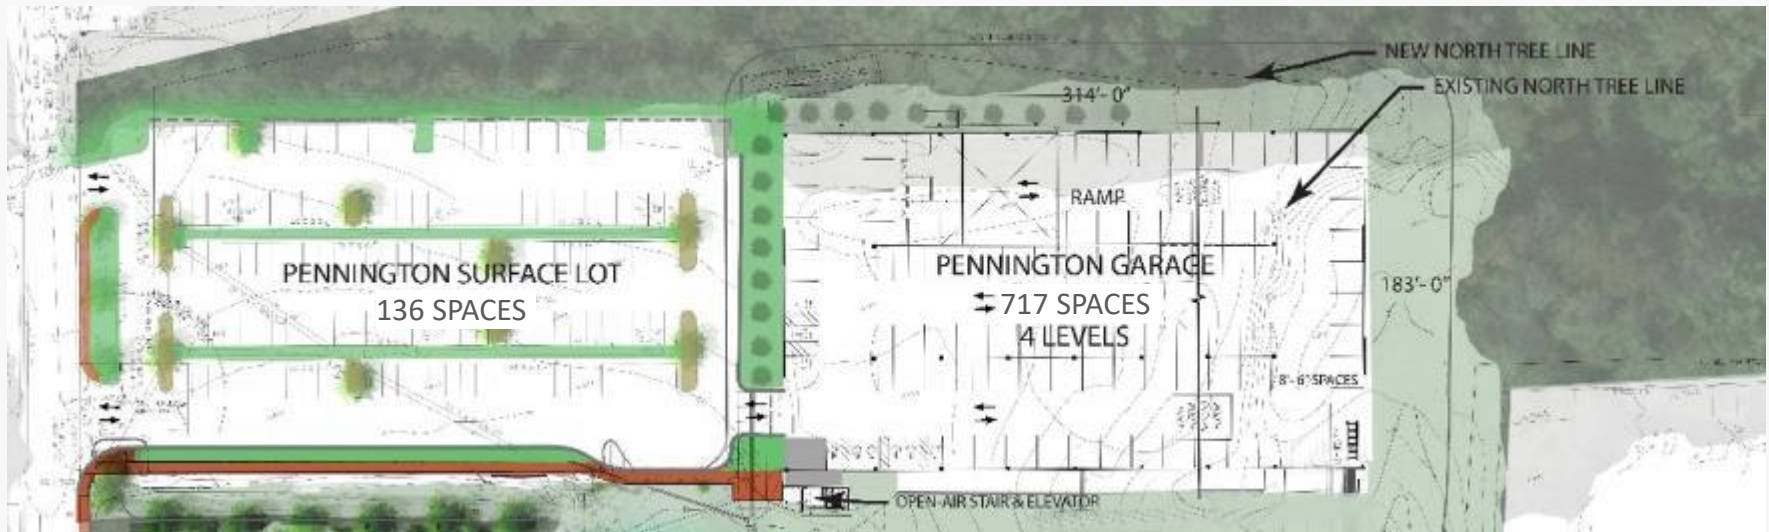 NEW NORTH TREE LINE
EXISTING NORTH TREE LINE
314'- 0"
RAMP
PENNINGTON SURFACE LOT
136 SPACES
PENNINGTON GARAGE
717 SPACES
4 LEVELS
183'- 0"
8'- 6" SPACES
OPEN-AIR STAIR & ELEVATOR